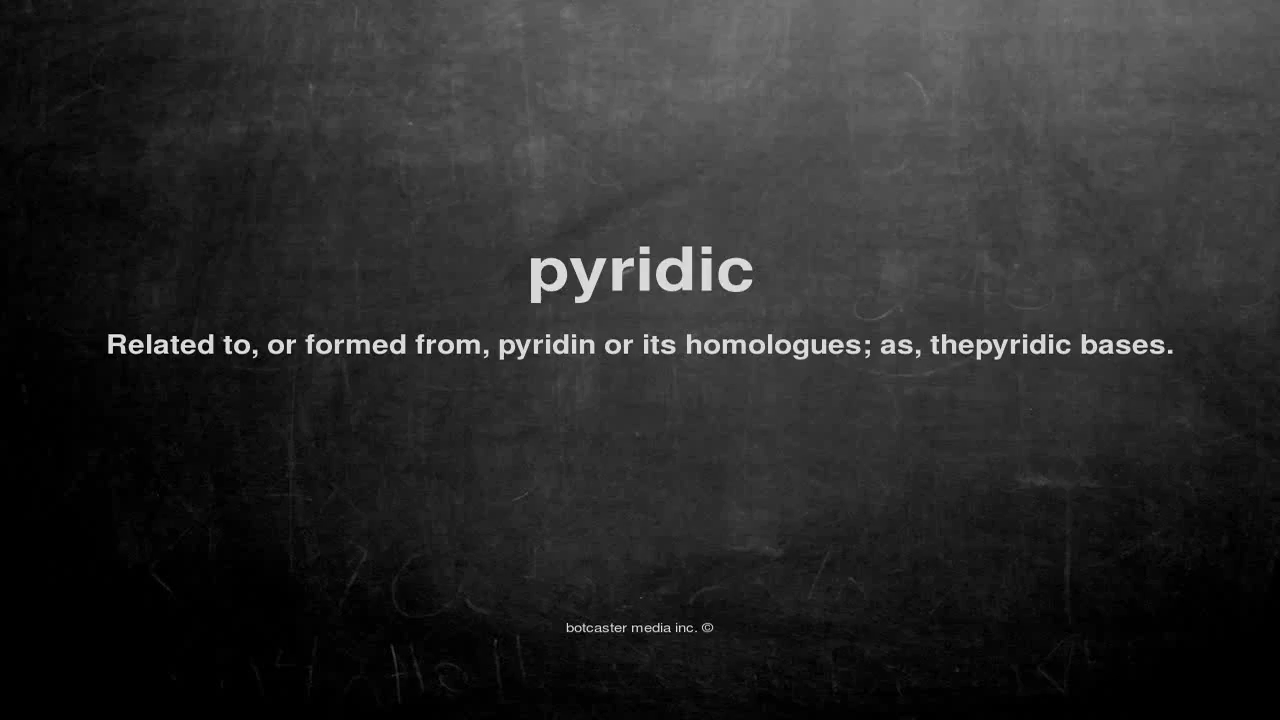 pyridic
Related to, or formed from, pyridin or its homologues; as, thepyridic bases.
botcaster media inc. ©